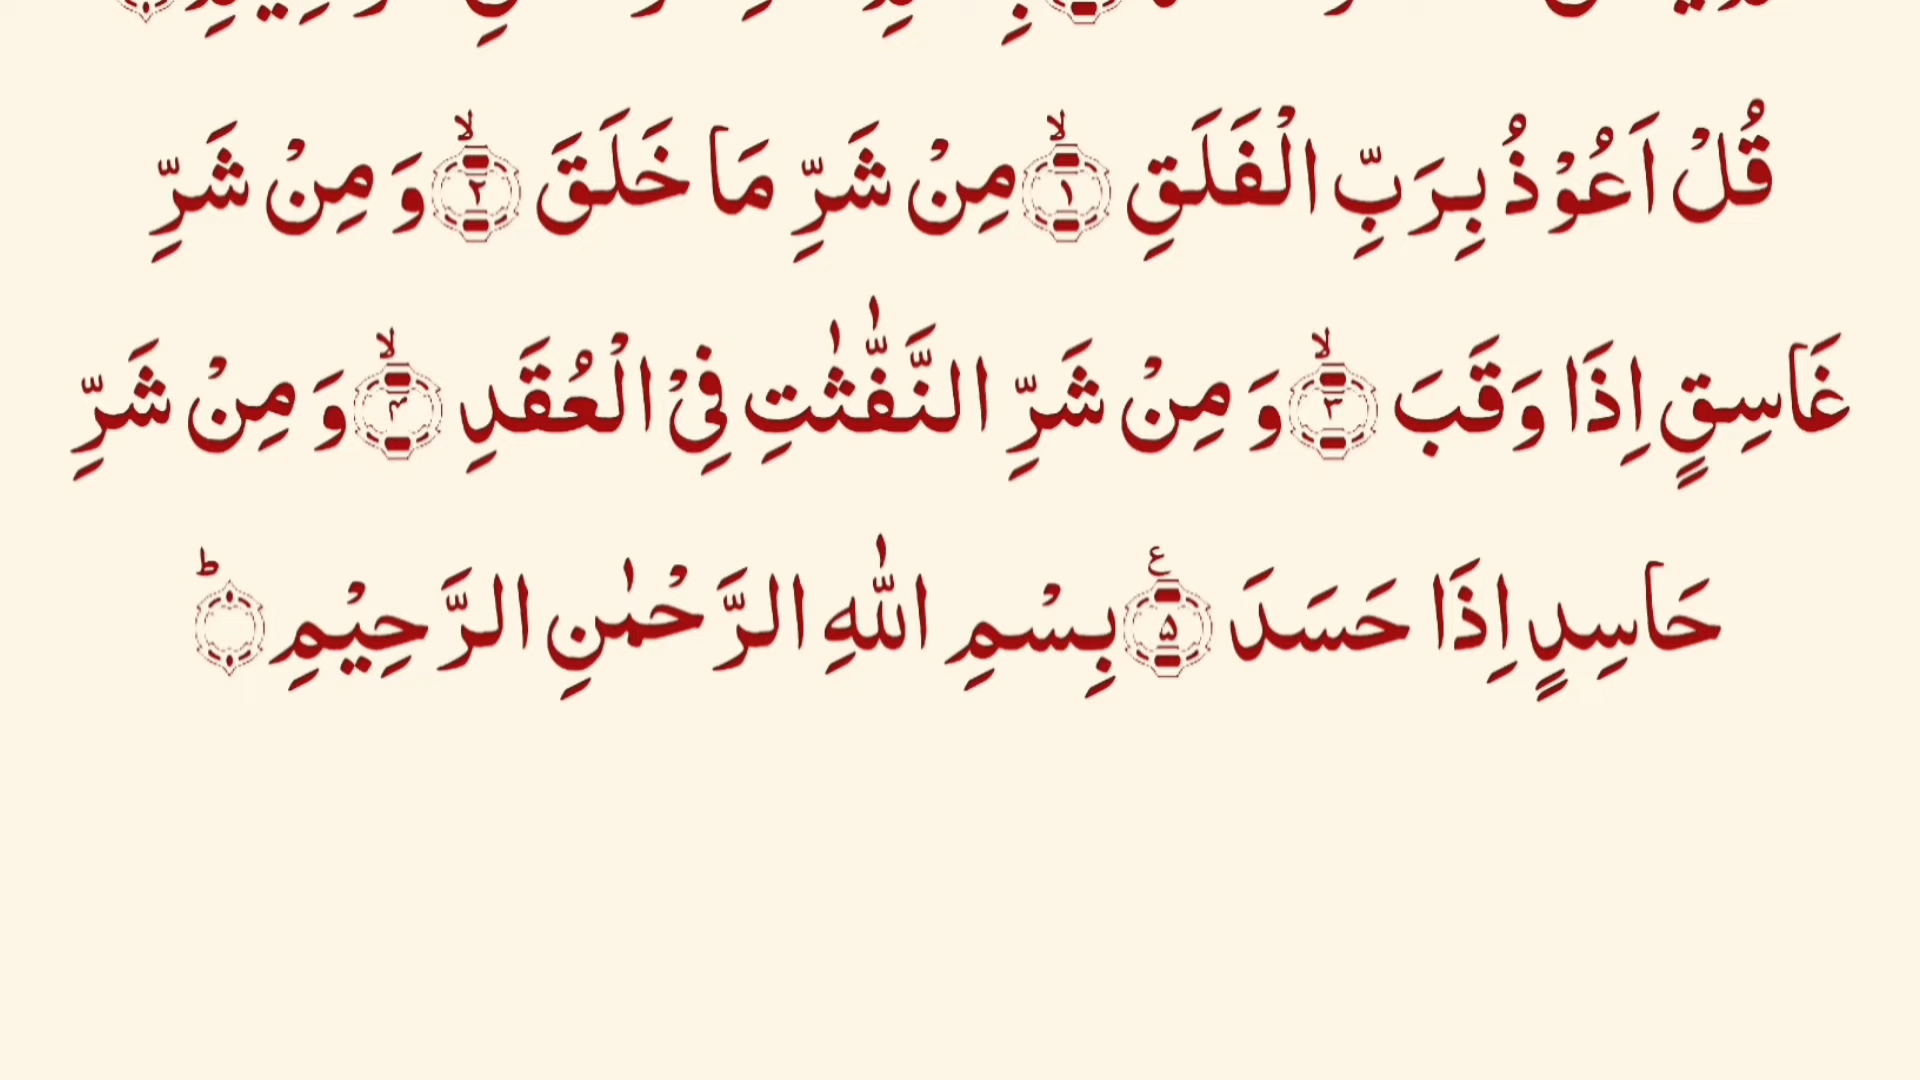 قُلْ اَعُوْذُ بِرَبِّ الْفَلَقِ ۙ﴿۱﴾ مِنْ شَرِّ مَا خَلَقَ ۙ﴿۲﴾ وَ مِنْ شَرِّ
غَاسِقٍ اِذَا وَقَبَ ۙ﴿۳﴾ وَ مِنْ شَرِّ النَّفّٰثٰتِ فِی الْعُقَدِ ۙ﴿۴﴾ وَ مِنْ شَرِّ
حَاسِدٍ اِذَا حَسَدَ ﴿۵﴾ع بِسْمِ اللّٰهِ الرَّحْمٰنِ الرَّحِیْمِ ؕ